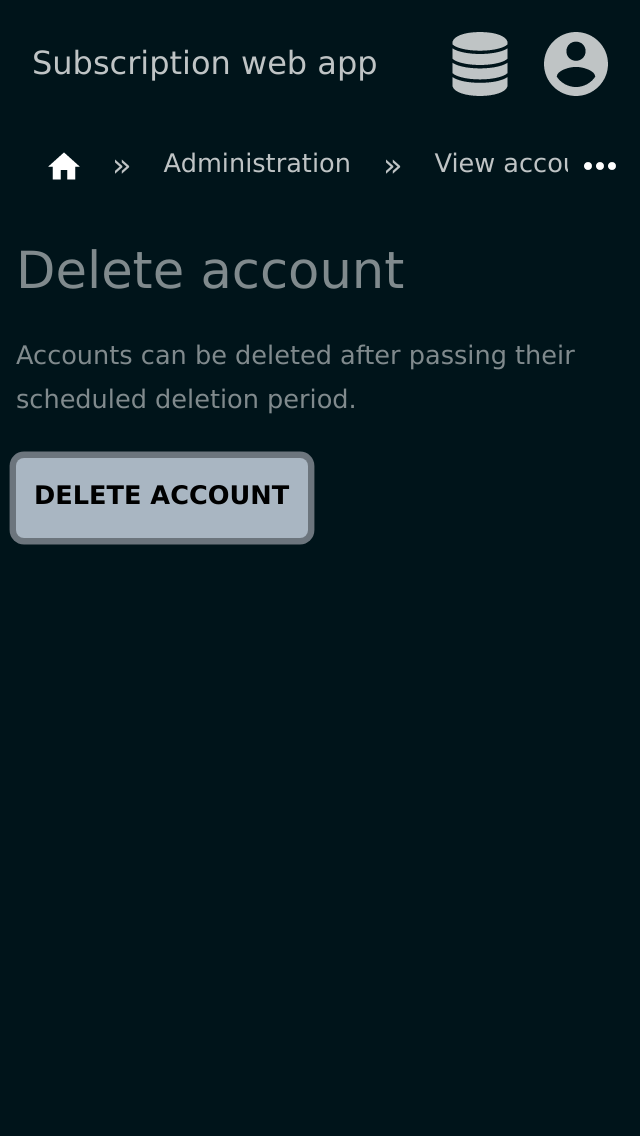 Subscription web app
» Administration » View accou
Delete account
Accounts can be deleted after passing their
scheduled deletion period.
DELETE ACCOUNT